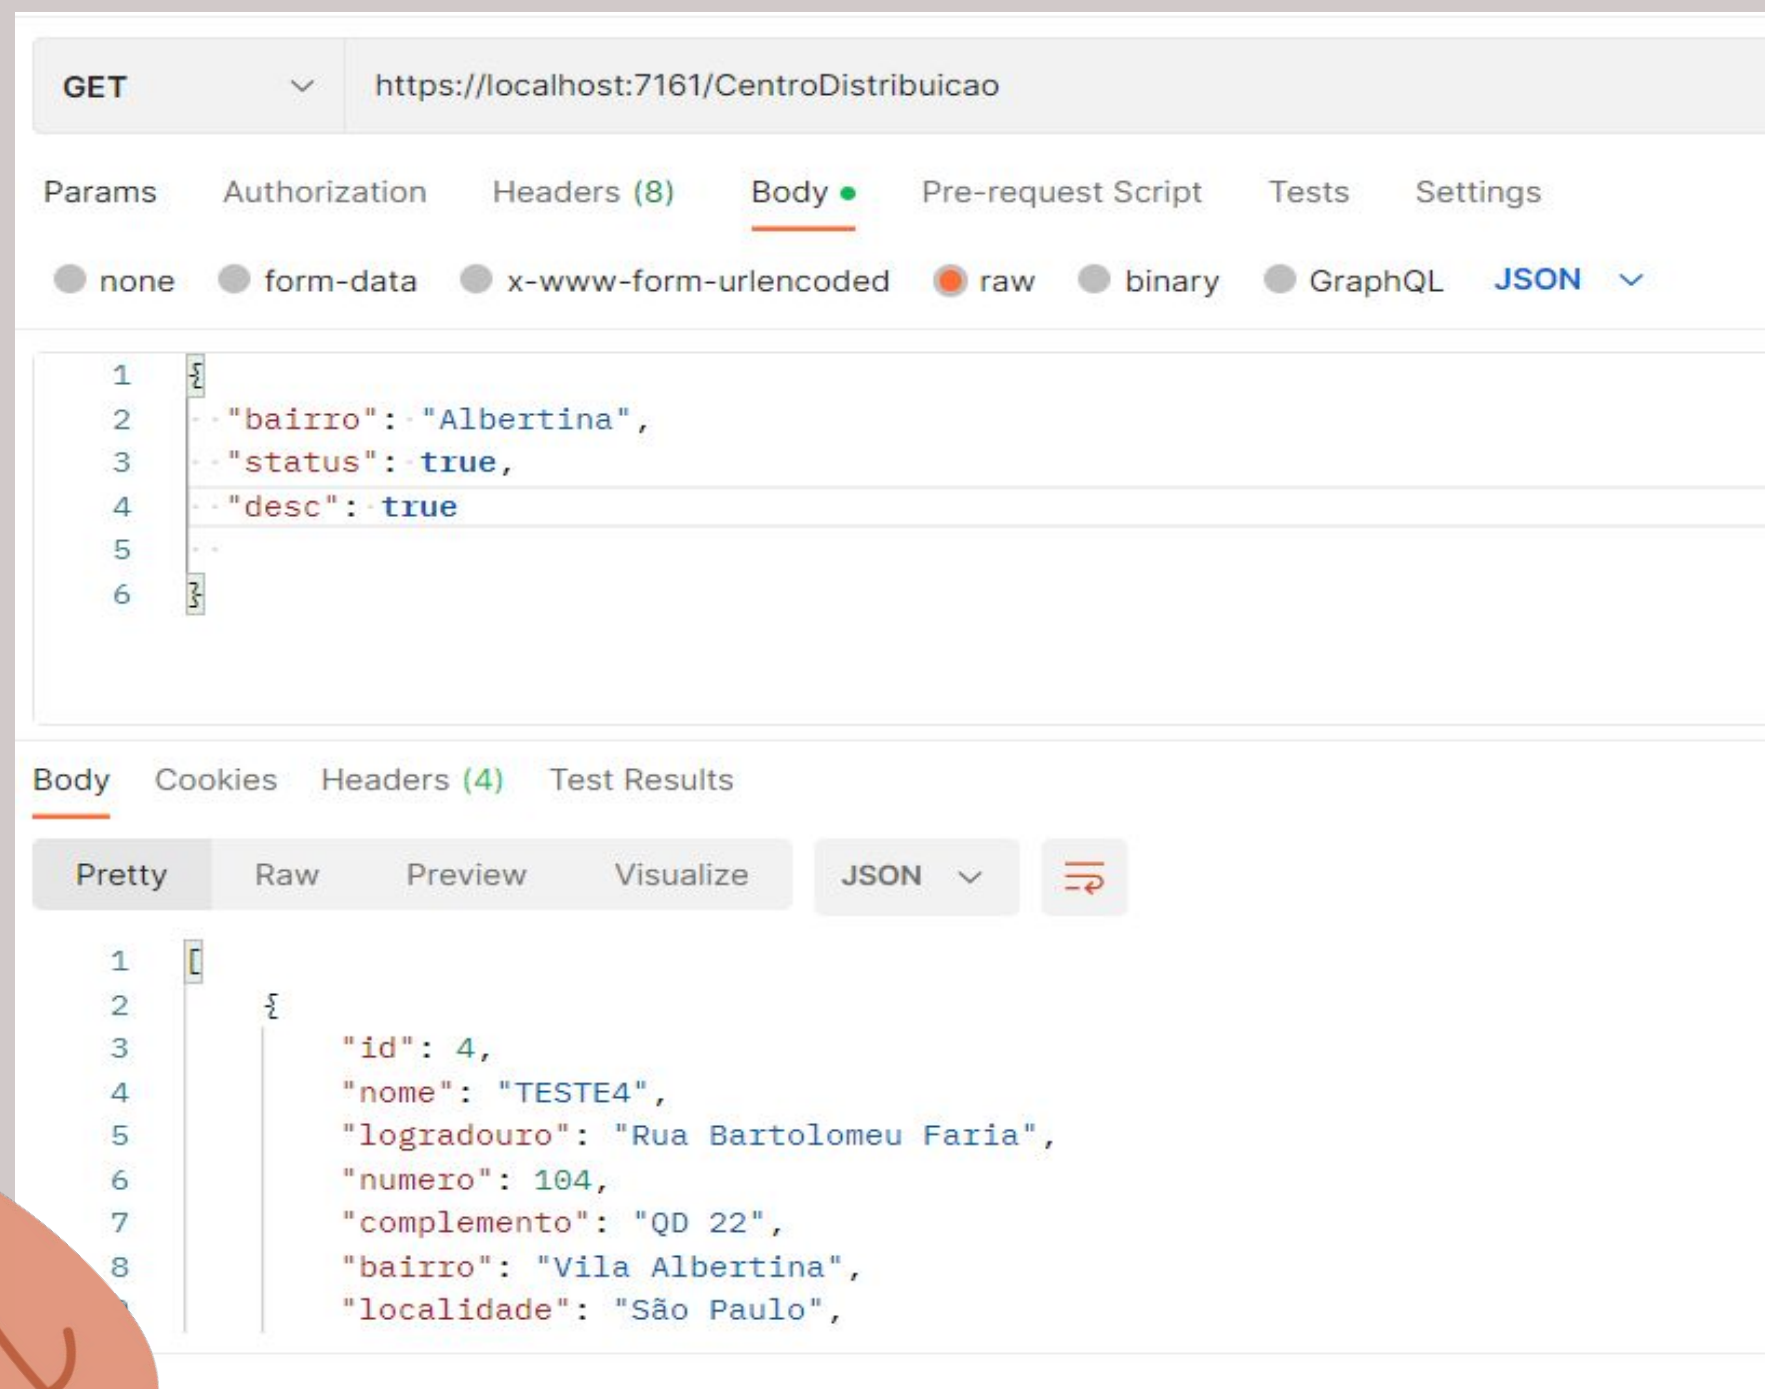 GET https://localhost:7161/CentroDistribuicao
Params Authorization Headers (8) Body Pre-request Script Tests Settings
none form-data x-www-form-urlencoded raw binary GraphQL JSON
1 {
2 "bairro": "Albertina",
3 "status": true,
4 "desc": true
5
6 }
Body Cookies Headers (4) Test Results
Pretty Raw Preview Visualize JSON
1 [
2 {
3 "id": 4,
4 "nome": "TESTE4",
5 "logradouro": "Rua Bartolomeu Faria",
6 "numero": 104,
7 "complemento": "QD 22",
8 "bairro": "Vila Albertina",
"localidade": "São Paulo",